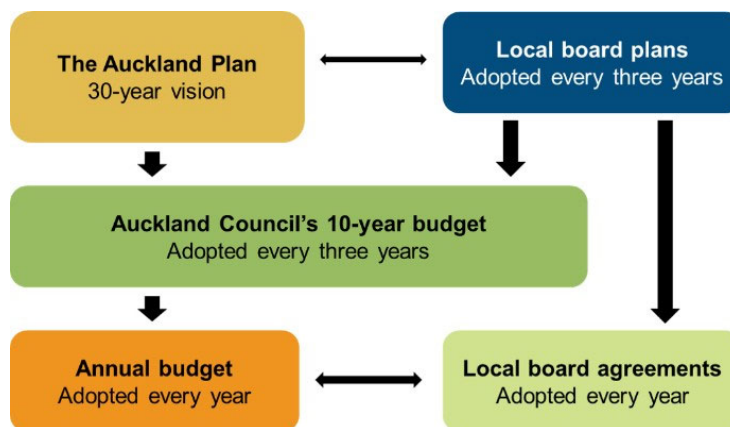 The Auckland Plan
30-year vision
Local board plans
Adopted every three years
Auckland Council's 10-year budget
Adopted every three years
Annual budget
Adopted every year
Local board agreements
Adopted every year